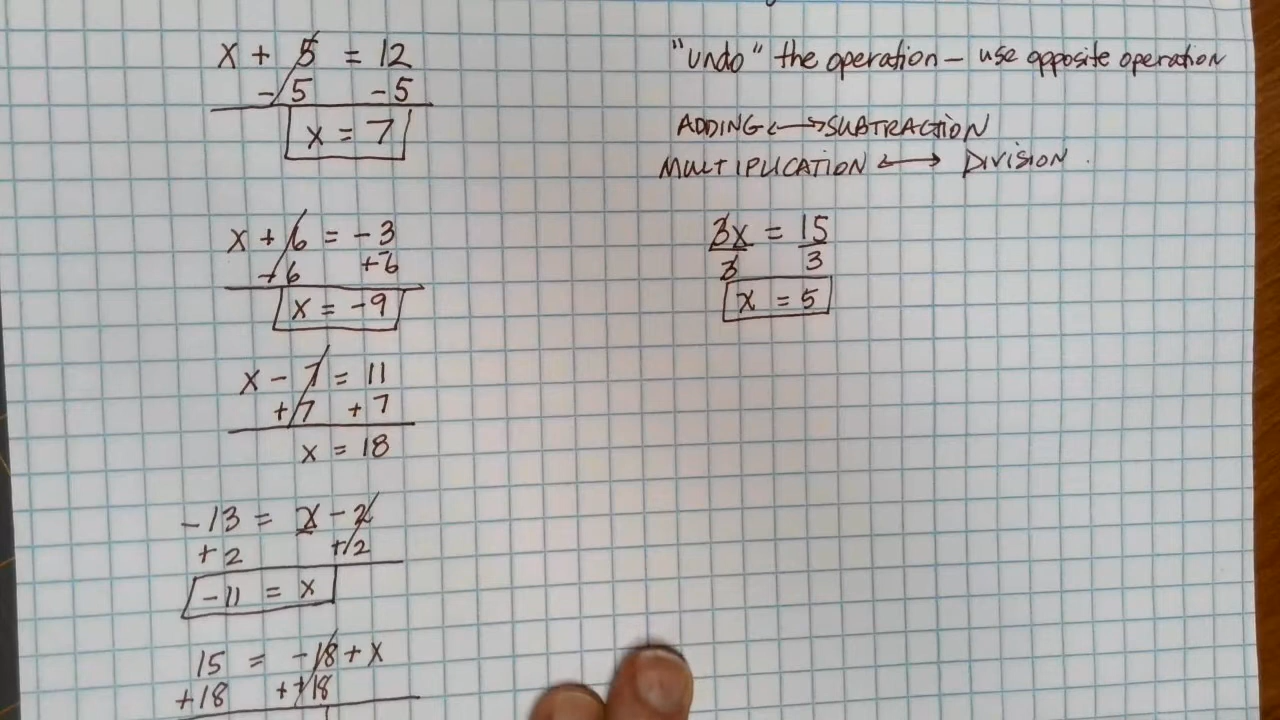 x + 5 = 12
- 5 - 5
x = 7
x + 6 = - 3
6 6
x = - 9
x - 7 = 11
+ 7 + 7
x = 18
- 13 = x - 2
+ 2 + 2
- 11 = x
15 = - 18 + x
+ 18 + 18
"undo" the operation — use opposite operation
ADDING ⟷ SUBTRACTION
MULTIPLICATION ⟷ DIVISION
3x = 15
3 3
x = 5